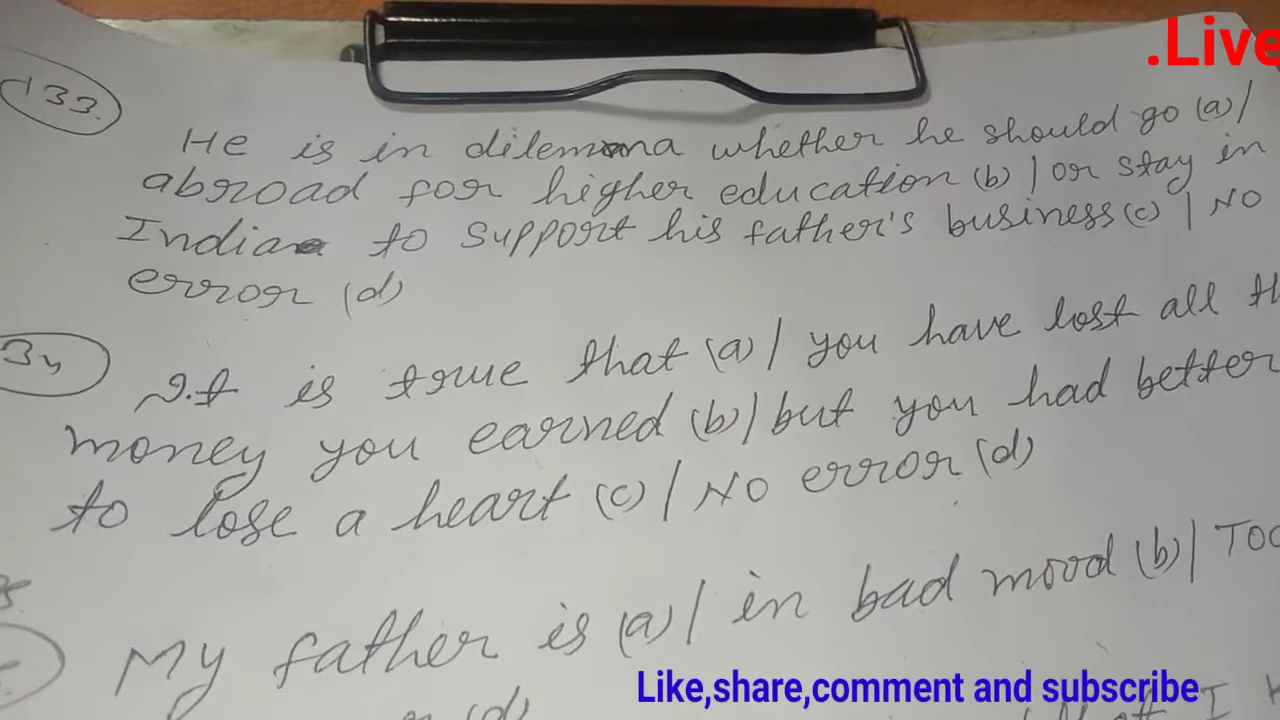 .Live
133.
He is in dilemma whether he should go (a)/
abroad for higher education (b) / or stay in
India to support his father's business (c) / No
error (d)
34
It is true that (a) / you have lost all
money you earned (b) / but you had better
to lose a heart (c) / No error (d)
My father is (a) / in bad mood (b) /
(d)
Like,share,comment and subscribe